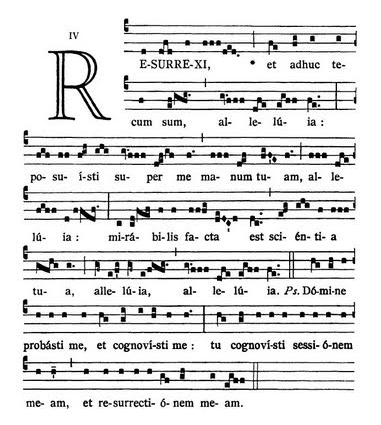 IV
RE-SURRE-XI, * et adhuc te-
cum sum, al- le- lú- ia :
po- su- í-sti su- per me ma- num tu- am, al- le-
lú- ia : mi-rá- bi-lis fa-cta est sci-én-ti-a
tu- a, alle-lú-ia, al- le- lú- ia. Ps. Dó-mi-ne
probásti me, et cognoví-sti me : tu cognoví-sti sessi-ó-nem
me- am, et re-surrecti- ó-nem me- am.